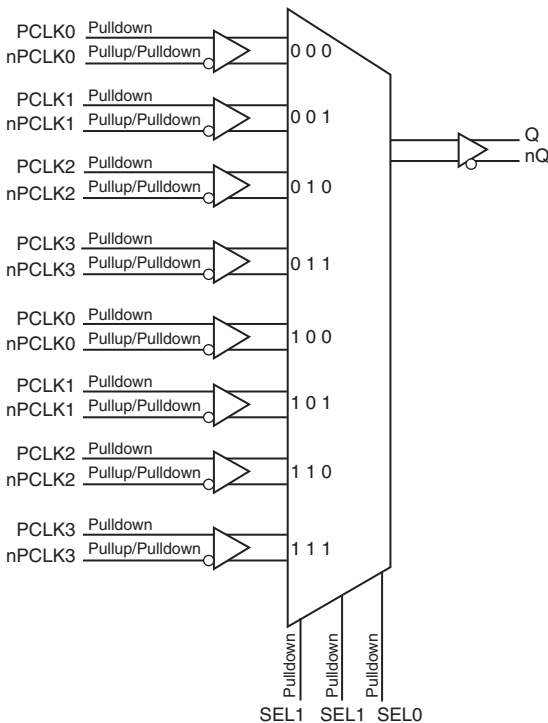 PCLK0 Pulldown
nPCLK0 Pullup/Pulldown
0 0 0
PCLK1 Pulldown
nPCLK1 Pullup/Pulldown
0 0 1
Q
nQ
PCLK2 Pulldown
nPCLK2 Pullup/Pulldown
0 1 0
PCLK3 Pulldown
nPCLK3 Pullup/Pulldown
0 1 1
PCLK0 Pulldown
nPCLK0 Pullup/Pulldown
1 0 0
PCLK1 Pulldown
nPCLK1 Pullup/Pulldown
1 0 1
PCLK2 Pulldown
nPCLK2 Pullup/Pulldown
1 1 0
PCLK3 Pulldown
nPCLK3 Pullup/Pulldown
1 1 1
Pulldown
Pulldown
Pulldown
SEL1 SEL1 SEL0